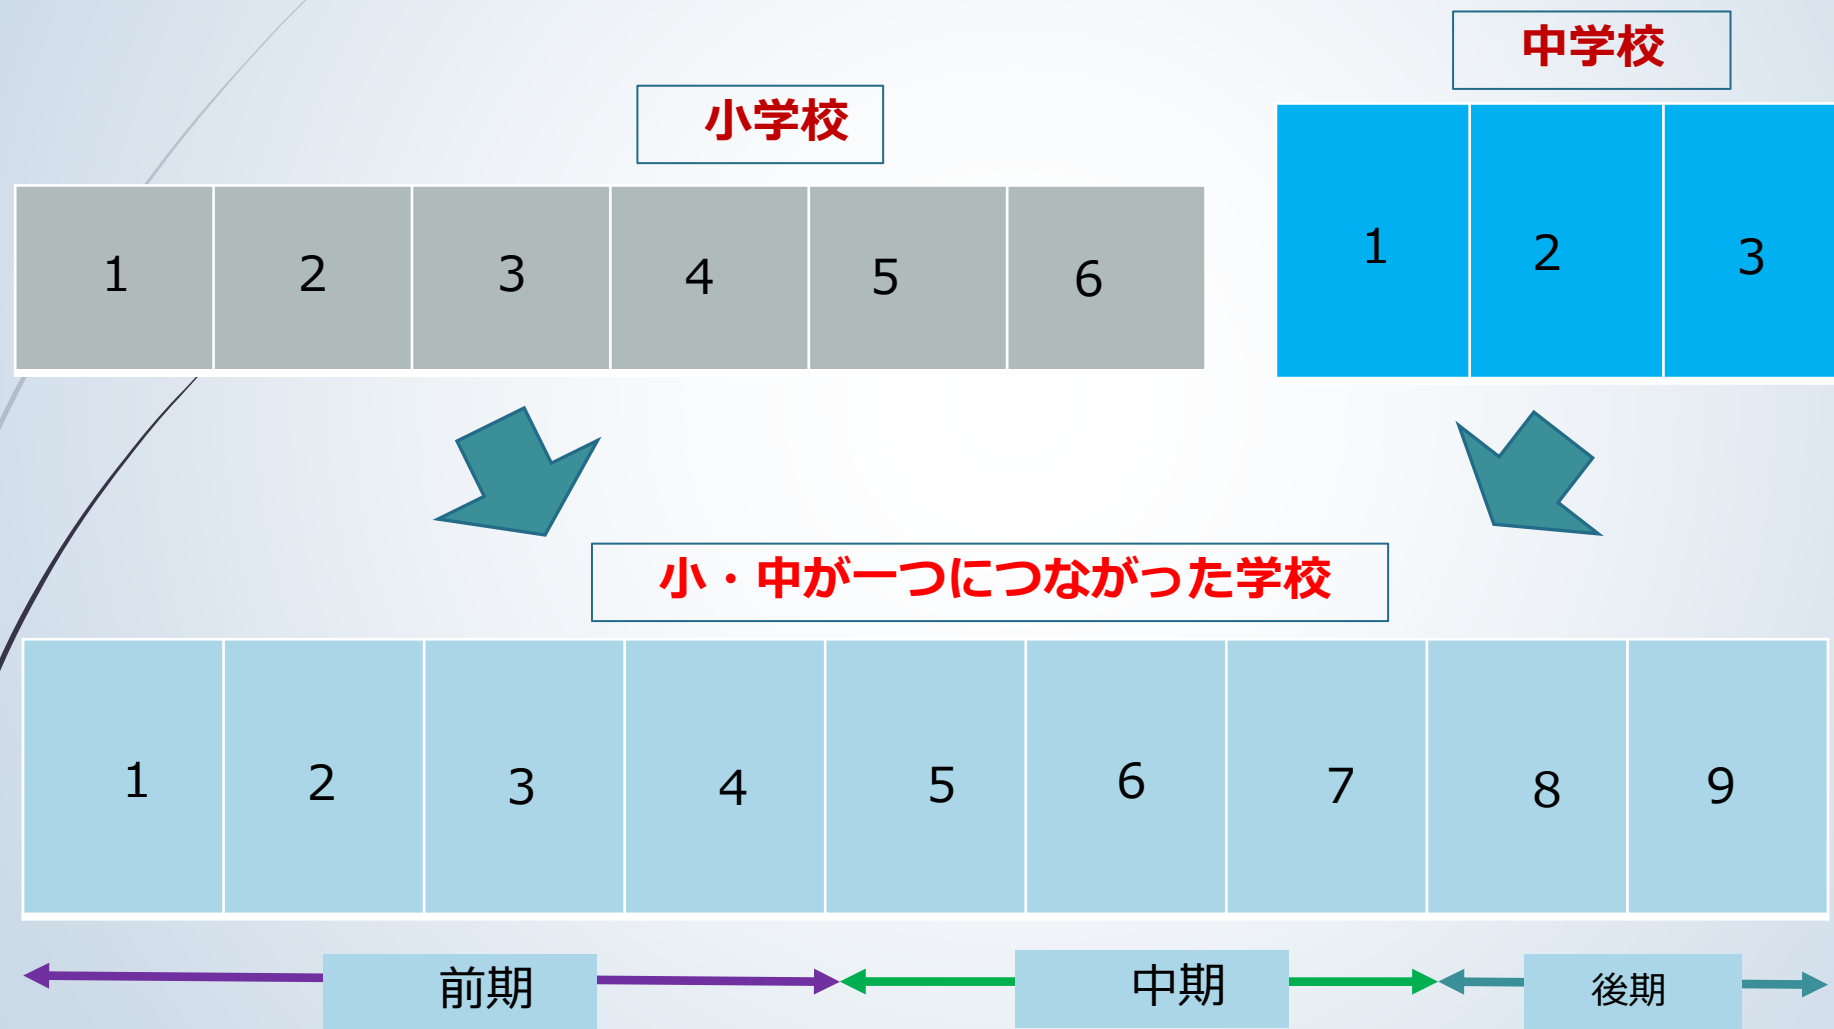 中学校
小学校
1 2 3 4 5 6
1 2 3
小・中が一つにつながった学校
1 2 3 4 5 6 7 8 9
前期 中期 後期